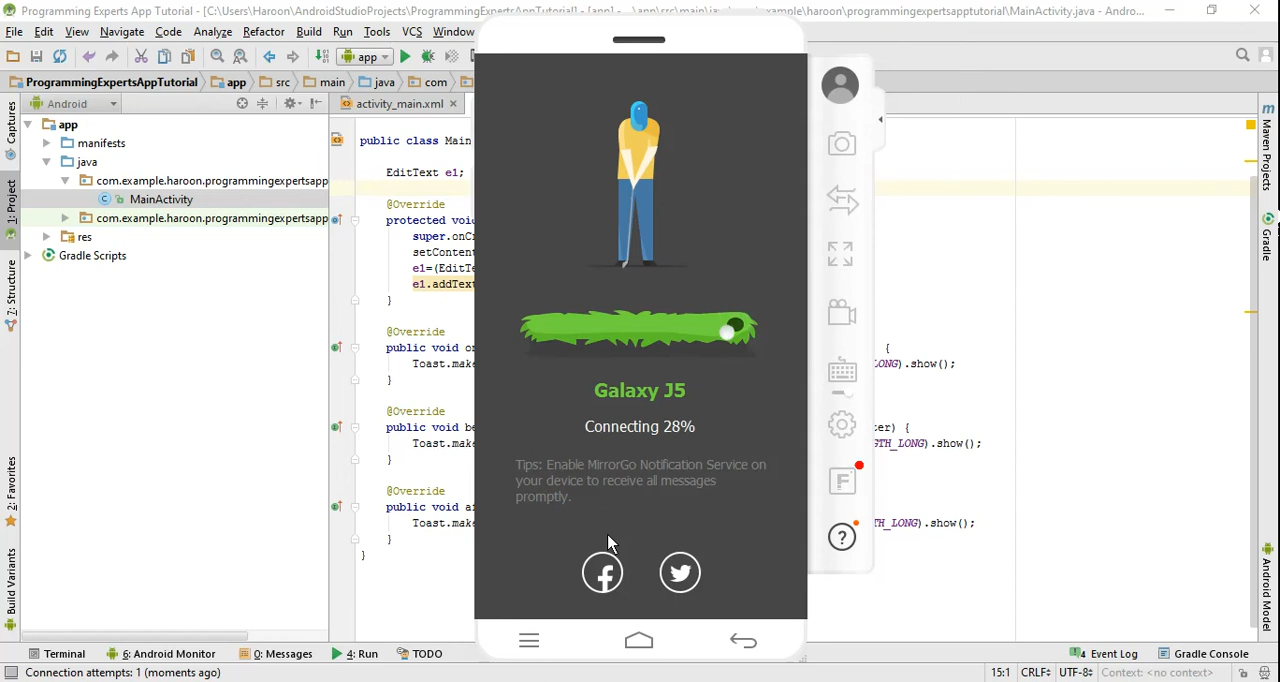 ProgrammingExpertsAppTutorial - [C:\Users\Haroon\AndroidStudioProjects\ProgrammingExpertsAppTutorial] - [app] - ...\app\src\main\java\com\example\haroon\programmingexpertsapptutorial\MainActivity.java - Andro...
File Edit View Navigate Code Analyze Refactor Build Run Tools VCS Window
app
ProgrammingExpertsAppTutorial app src main java com
Android
activity_main.xml
app
manifests
java
com.example.haroon.programmingexpertsapp
MainActivity
com.example.haroon.programmingexpertsapp
res
Gradle Scripts
Captures
1: Project
7: Structure
2: Favorites
Build Variants
public class Main
EditText e1;
@Override
protected void
super.onCr
setContent
e1=(EditTe
e1.addText
}
@Override
public void on {
Toast.make LONG).show();
}
@Override
public void be ter) {
Toast.make GTH_LONG).show();
}
@Override
public void af
Toast.make TH_LONG).show();
}
}
Galaxy J5
Connecting 28%
Tips: Enable MirrorGo Notification Service on
your device to receive all messages
promptly.
F
?
m
Maven Projects
Gradle
Android Model
Terminal 6: Android Monitor 0: Messages 4: Run TODO 4 Event Log Gradle Console
Connection attempts: 1 (moments ago) 15:1 CRLF UTF-8 Context: <no context>